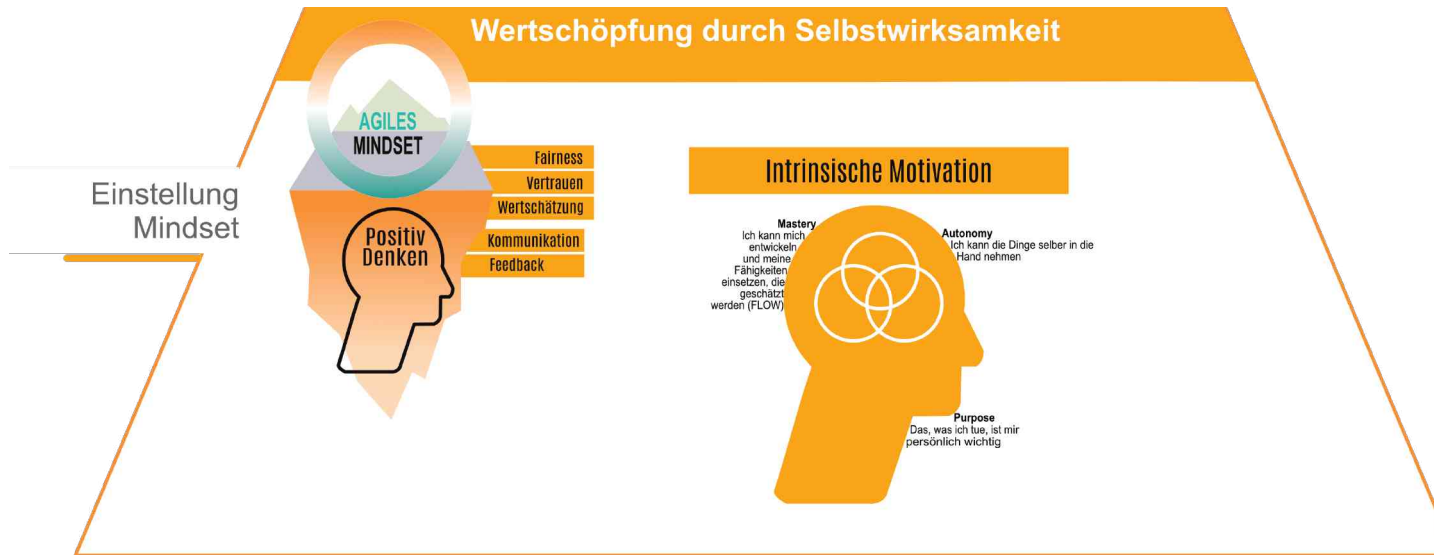 Wertschöpfung durch Selbstwirksamkeit
Einstellung
Mindset
AGILES
MINDSET
Fairness
Vertrauen
Wertschätzung
Kommunikation
Feedback
Positiv
Denken
Intrinsische Motivation
Mastery
Ich kann mich
entwickeln
und meine
Fähigkeiten
einsetzen, die
geschätzt
werden (FLOW)
Autonomy
Ich kann die Dinge selber in die
Hand nehmen
Purpose
Das, was ich tue, ist mir
persönlich wichtig